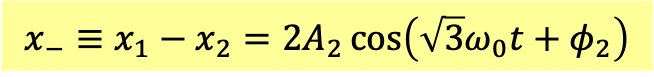 x₋ ≡ x₁ − x₂ = 2A₂ cos(√3ω₀t + ϕ₂)